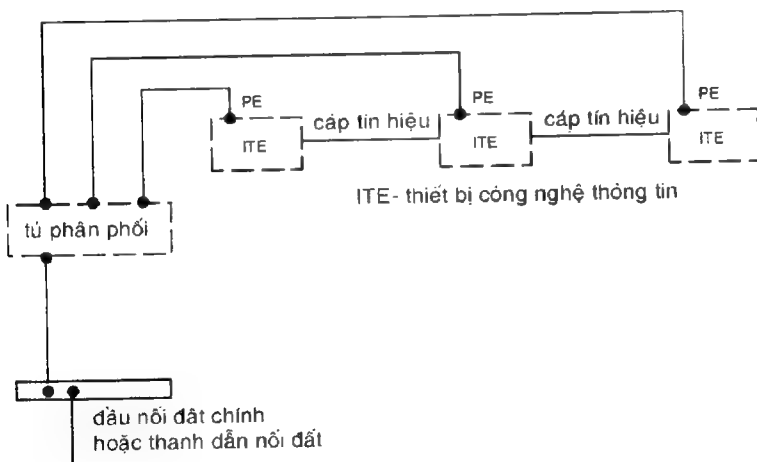 PE
PE
PE
ITE
cáp tín hiệu
ITE
cáp tín hiệu
ITE
ITE- thiết bị công nghệ thông tin
tủ phân phối
đầu nối đât chính
hoặc thanh dẫn nối đất